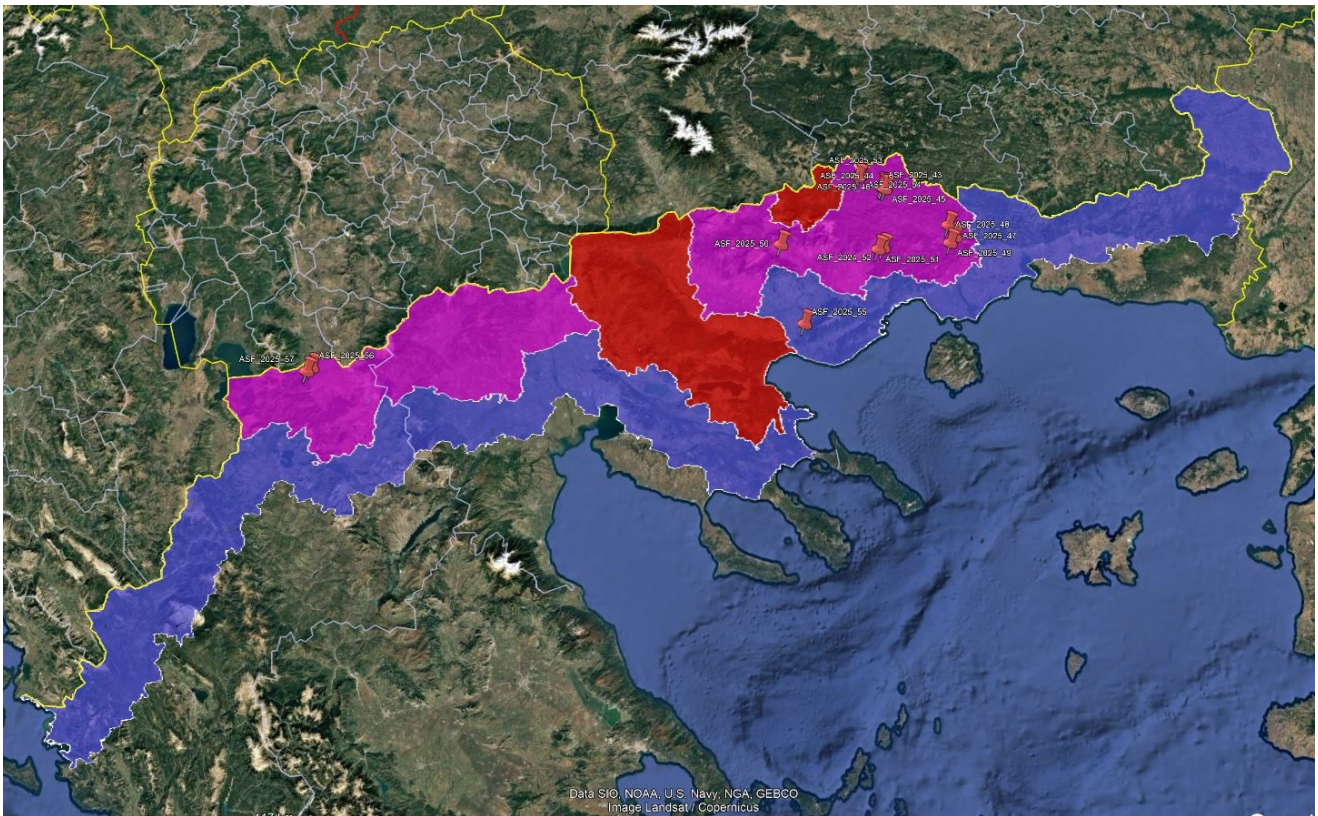 ASF_2025_53
ASF_2025_44
ASF_2025_43
ASF_2025_46
ASF_2025_54
ASF_2025_45
ASF_2025_48
ASF_2025_47
ASF_2025_49
ASF_2025_50
ASF_2024_52
ASF_2025_51
ASF_2025_55
ASF_2025_57
ASF_2025_56
Data SIO, NOAA, U.S. Navy, NGA, GEBCO
Image Landsat / Copernicus